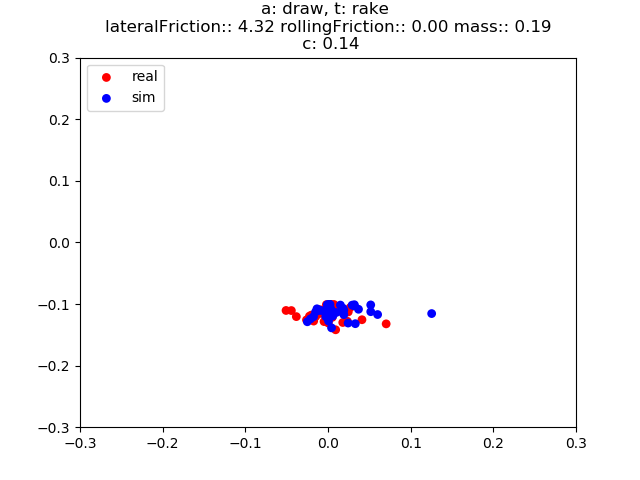 a: draw, t: rake
lateralFriction:: 4.32 rollingFriction:: 0.00 mass:: 0.19
c: 0.14
real
sim
0.3
0.2
0.1
0.0
−0.1
−0.2
−0.3
−0.3 −0.2 −0.1 0.0 0.1 0.2 0.3